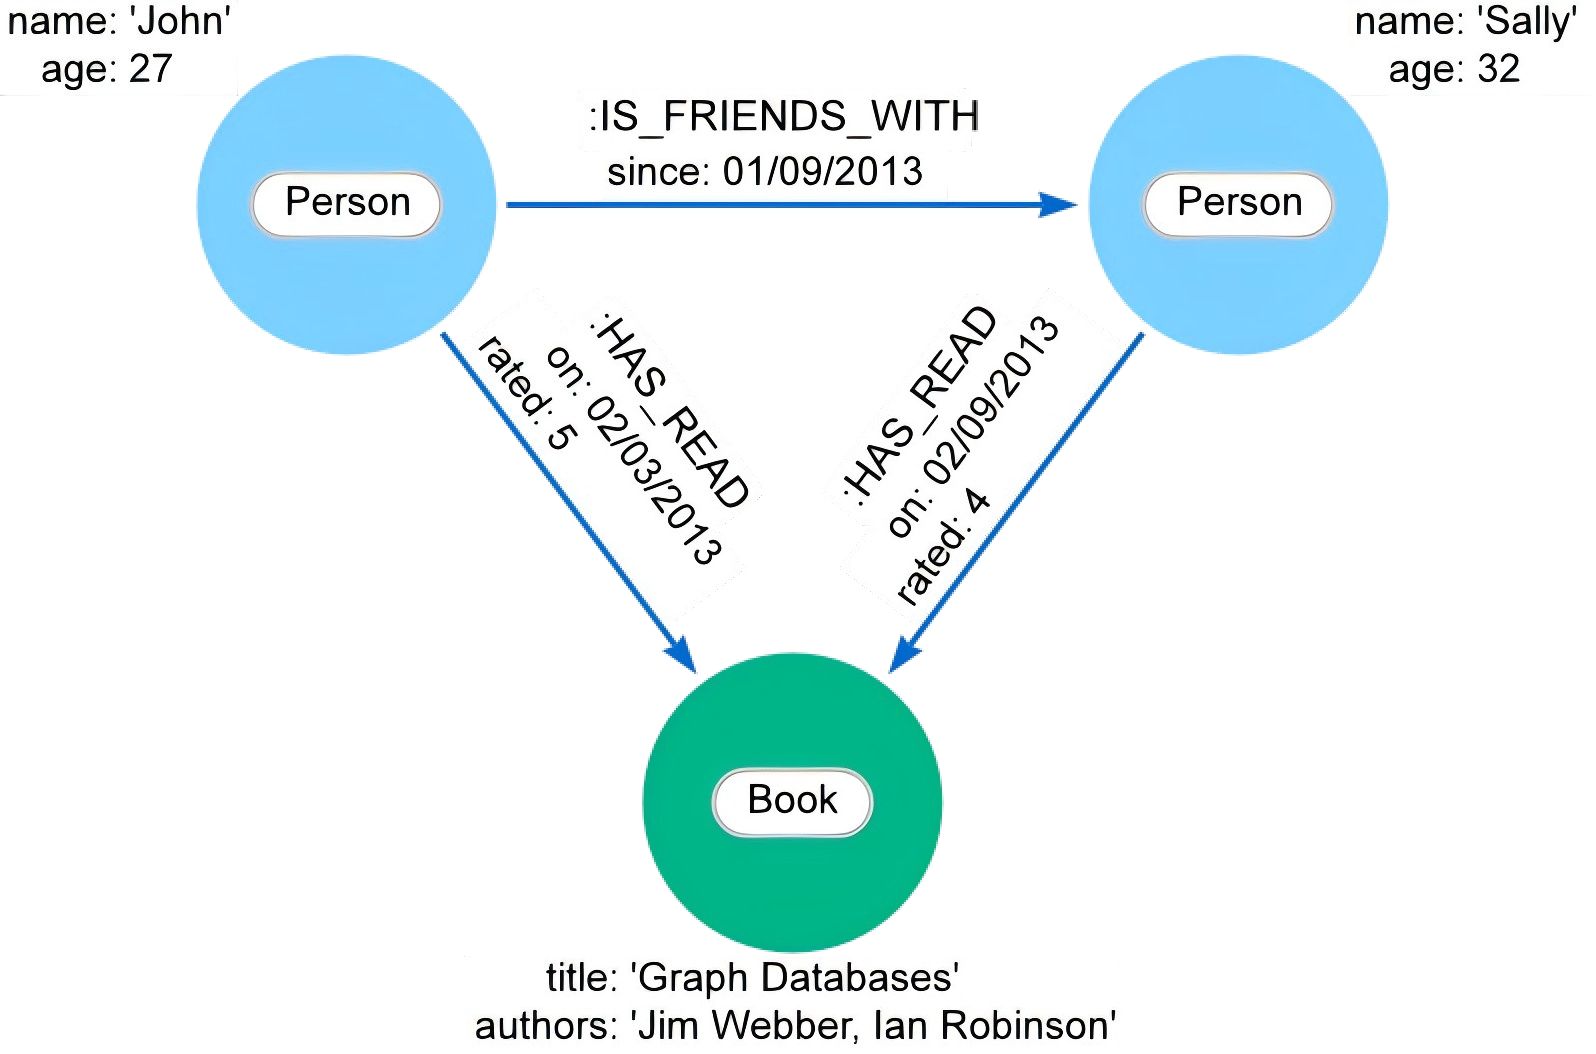 name: 'John'
age: 27
name: 'Sally'
age: 32
:IS_FRIENDS_WITH
since: 01/09/2013
Person
Person
:HAS_READ
on: 02/03/2013
rated: 5
:HAS_READ
on: 02/09/2013
rated: 4
Book
title: 'Graph Databases'
authors: 'Jim Webber, Ian Robinson'